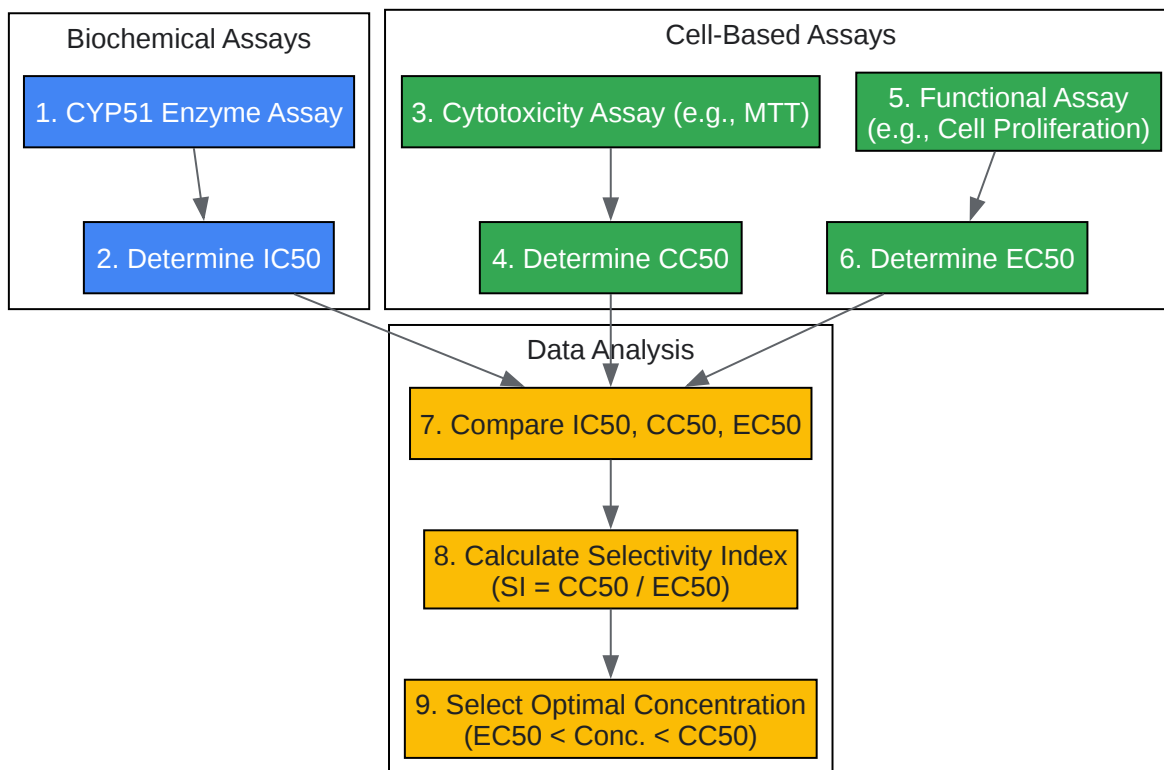 Biochemical Assays
1. CYP51 Enzyme Assay
2. Determine IC50
Cell-Based Assays
3. Cytotoxicity Assay (e.g., MTT)
4. Determine CC50
5. Functional Assay
(e.g., Cell Proliferation)
6. Determine EC50
Data Analysis
7. Compare IC50, CC50, EC50
8. Calculate Selectivity Index
(SI = CC50 / EC50)
9. Select Optimal Concentration
(EC50 < Conc. < CC50)